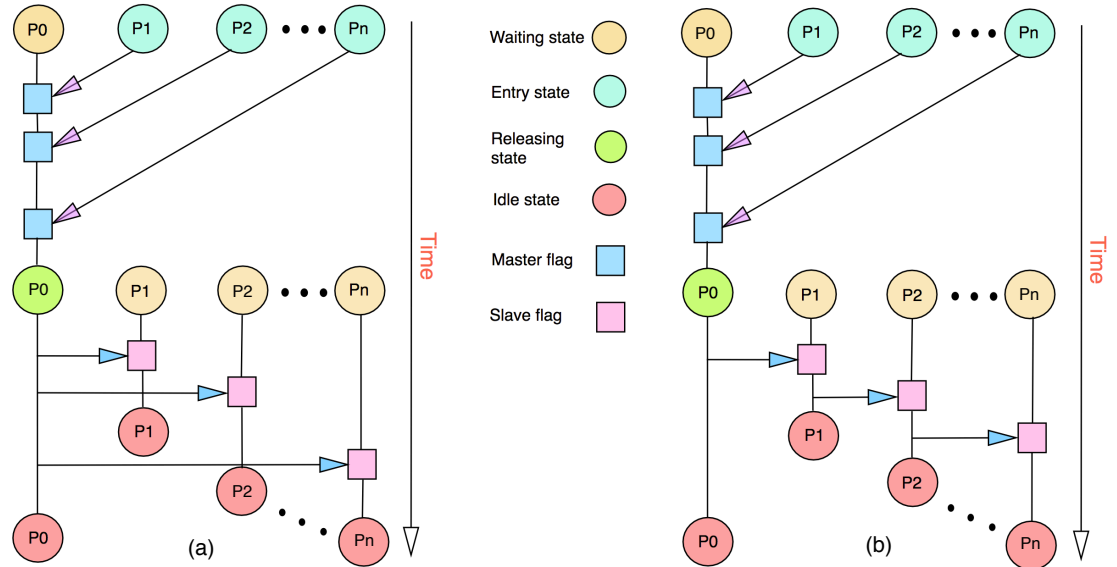 P0 P1 P2 Pn
Waiting state
Entry state
Releasing
state
Idle state
Master flag
Slave flag
Time
P0 P1 P2 Pn
P1
P2
P0
Pn
(a)
P0 P1 P2 Pn
Time
P0 P1 P2 Pn
P1
P2
P0
Pn
(b)